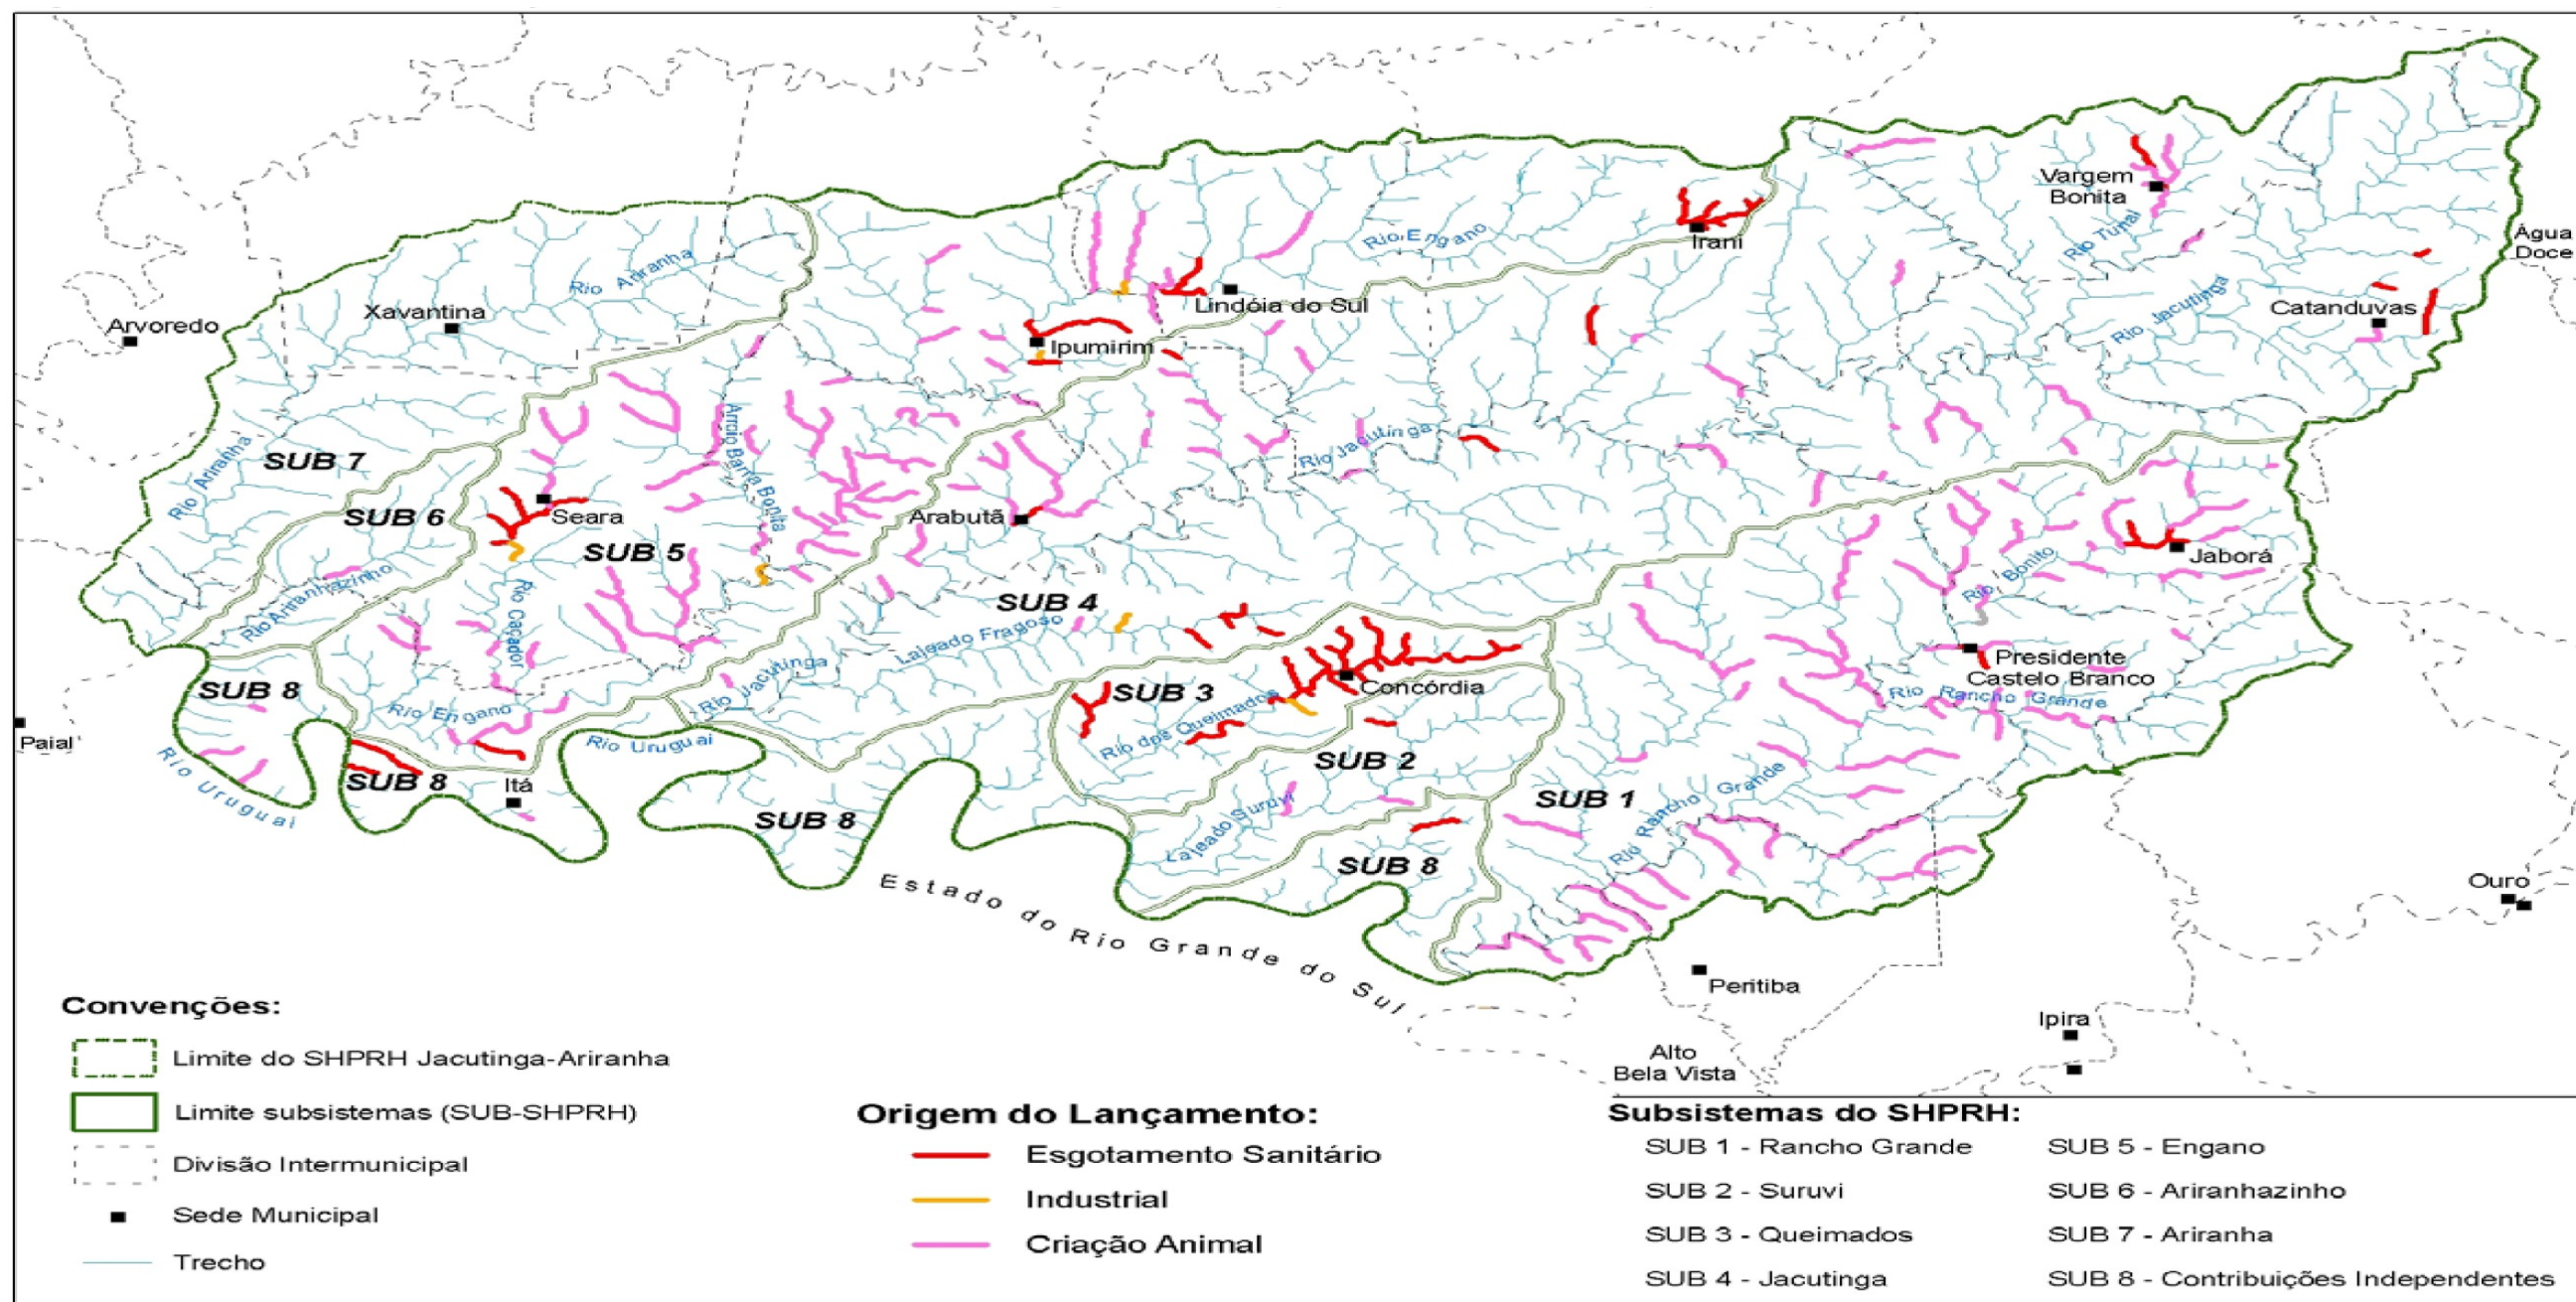 Vargem
Bonita
Rio Tunal
Água
Doce
Irani
Rio Engano
Rio Ariranha
Xavantina
Arvoredo
Lindóia do Sul
Catanduvas
Rio Jacutinga
Ipumirim
Arroio Barra Bonita
Rio Jacutinga
SUB 7
Rio Ariranha
SUB 6
Seara
Arabutã
SUB 5
Jaborá
Rio Bonito
Rio Ariranhazinho
Rio Caçador
SUB 4
Lajeado Fragoso
Presidente
Castelo Branco
Rio Rancho Grande
SUB 8
Rio Engano
Rio Jacutinga
SUB 3
Concórdia
Rio dos Queimados
Paial
Rio Uruguai
Rio Uruguai
SUB 8
Itá
SUB 2
SUB 1
Rio Rancho Grande
SUB 8
Lajeado Suruvi
SUB 8
Ouro
Estado do Rio Grande do Sul
Peritiba
Ipira
Alto
Bela Vista
Convenções:
Limite do SHPRH Jacutinga-Ariranha
Limite subsistemas (SUB-SHPRH)
Divisão Intermunicipal
Sede Municipal
Trecho
Origem do Lançamento:
Esgotamento Sanitário
Industrial
Criação Animal
Subsistemas do SHPRH:
SUB 1 - Rancho Grande
SUB 2 - Suruvi
SUB 3 - Queimados
SUB 4 - Jacutinga
SUB 5 - Engano
SUB 6 - Ariranhazinho
SUB 7 - Ariranha
SUB 8 - Contribuições Independentes